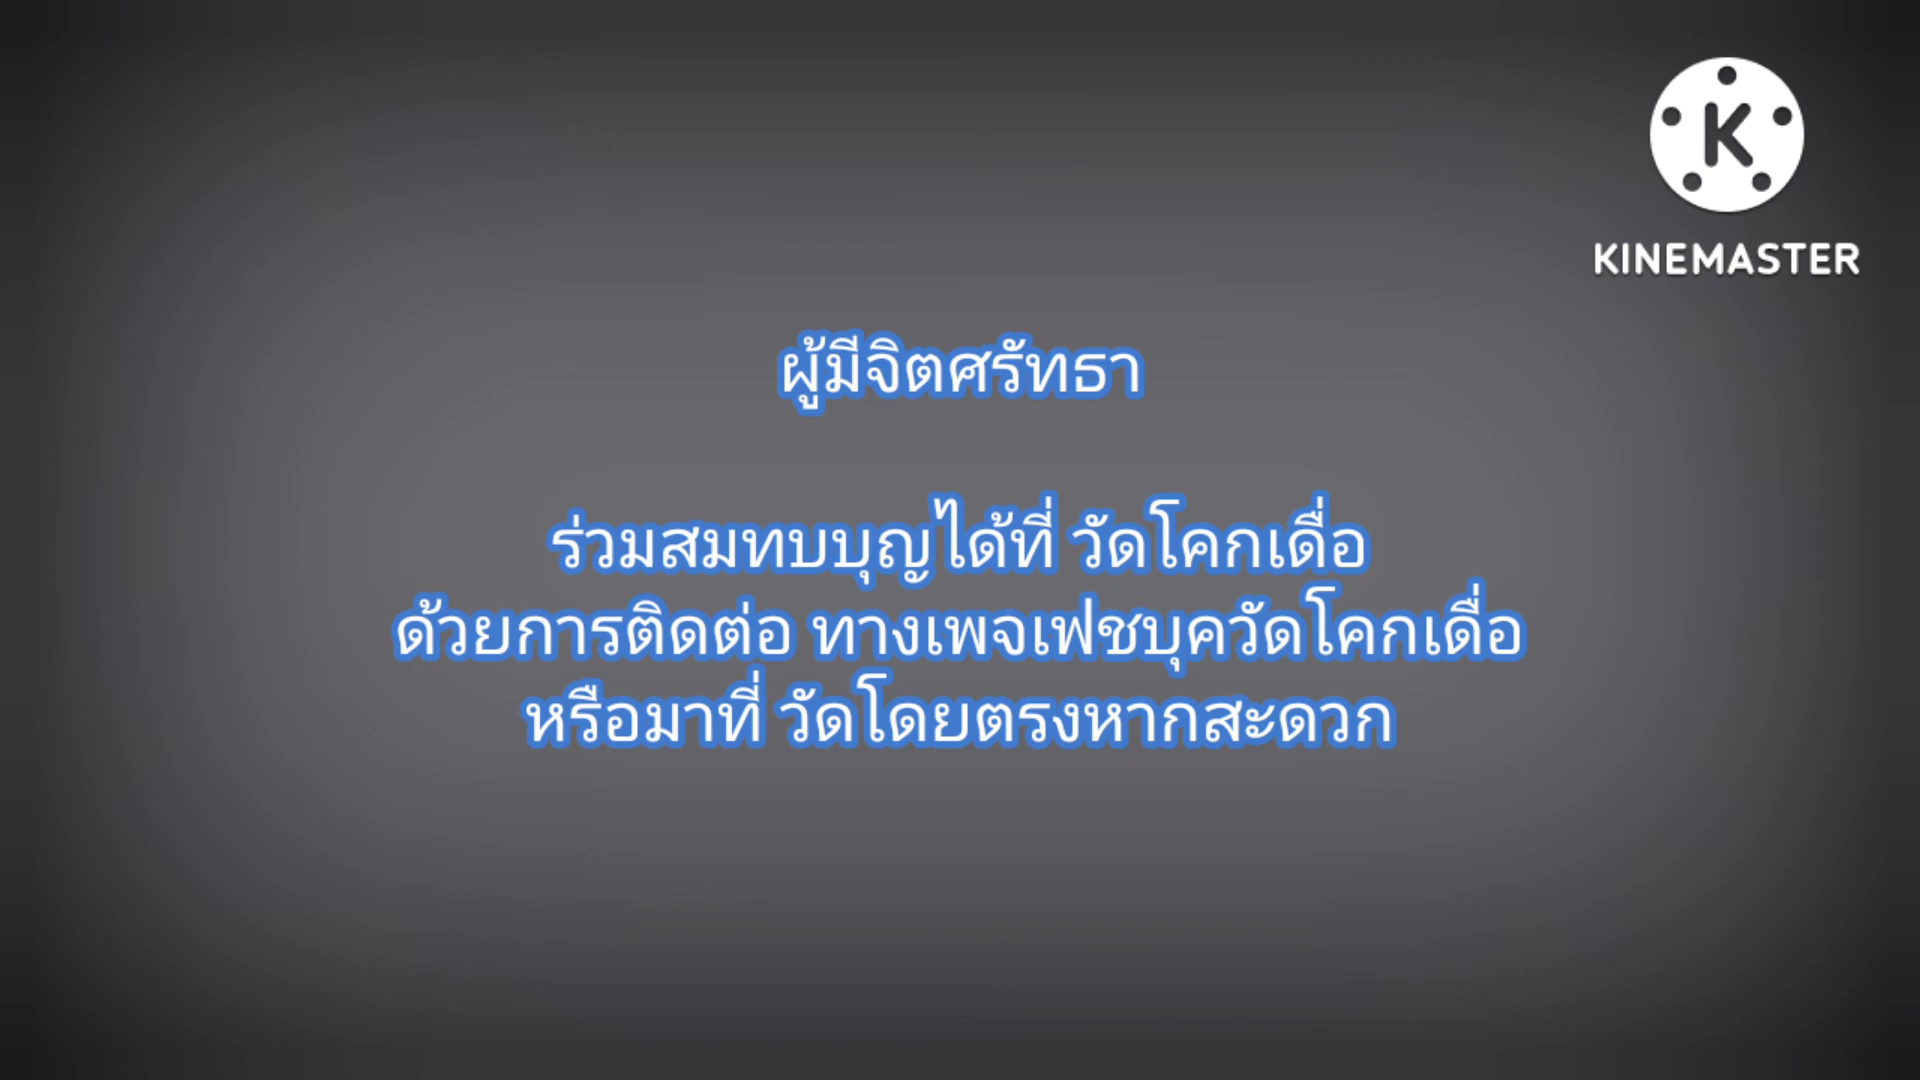 KINEMASTER
ผู้มีจิตศรัทธา
ร่วมสมทบบุญได้ที่ วัดโคกเดื่อ
ด้วยการติดต่อ ทางเพจเฟชบุควัดโคกเดื่อ
หรือมาที่ วัดโดยตรงหากสะดวก